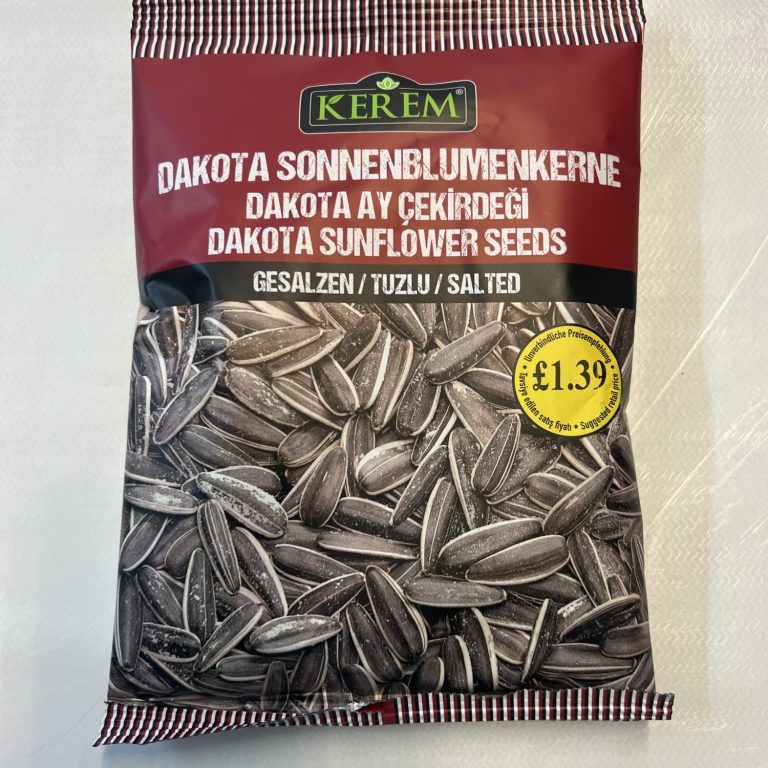 KEREM®
DAKOTA SONNENBLUMENKERNE
DAKOTA AY ÇEKİRDEĞİ
DAKOTA SUNFLOWER SEEDS
GESALZEN / TUZLU / SALTED
• Unverbindliche Preisempfehlung •
£1.39
Tavsiye edilen satış fiyatı • Suggested retail price